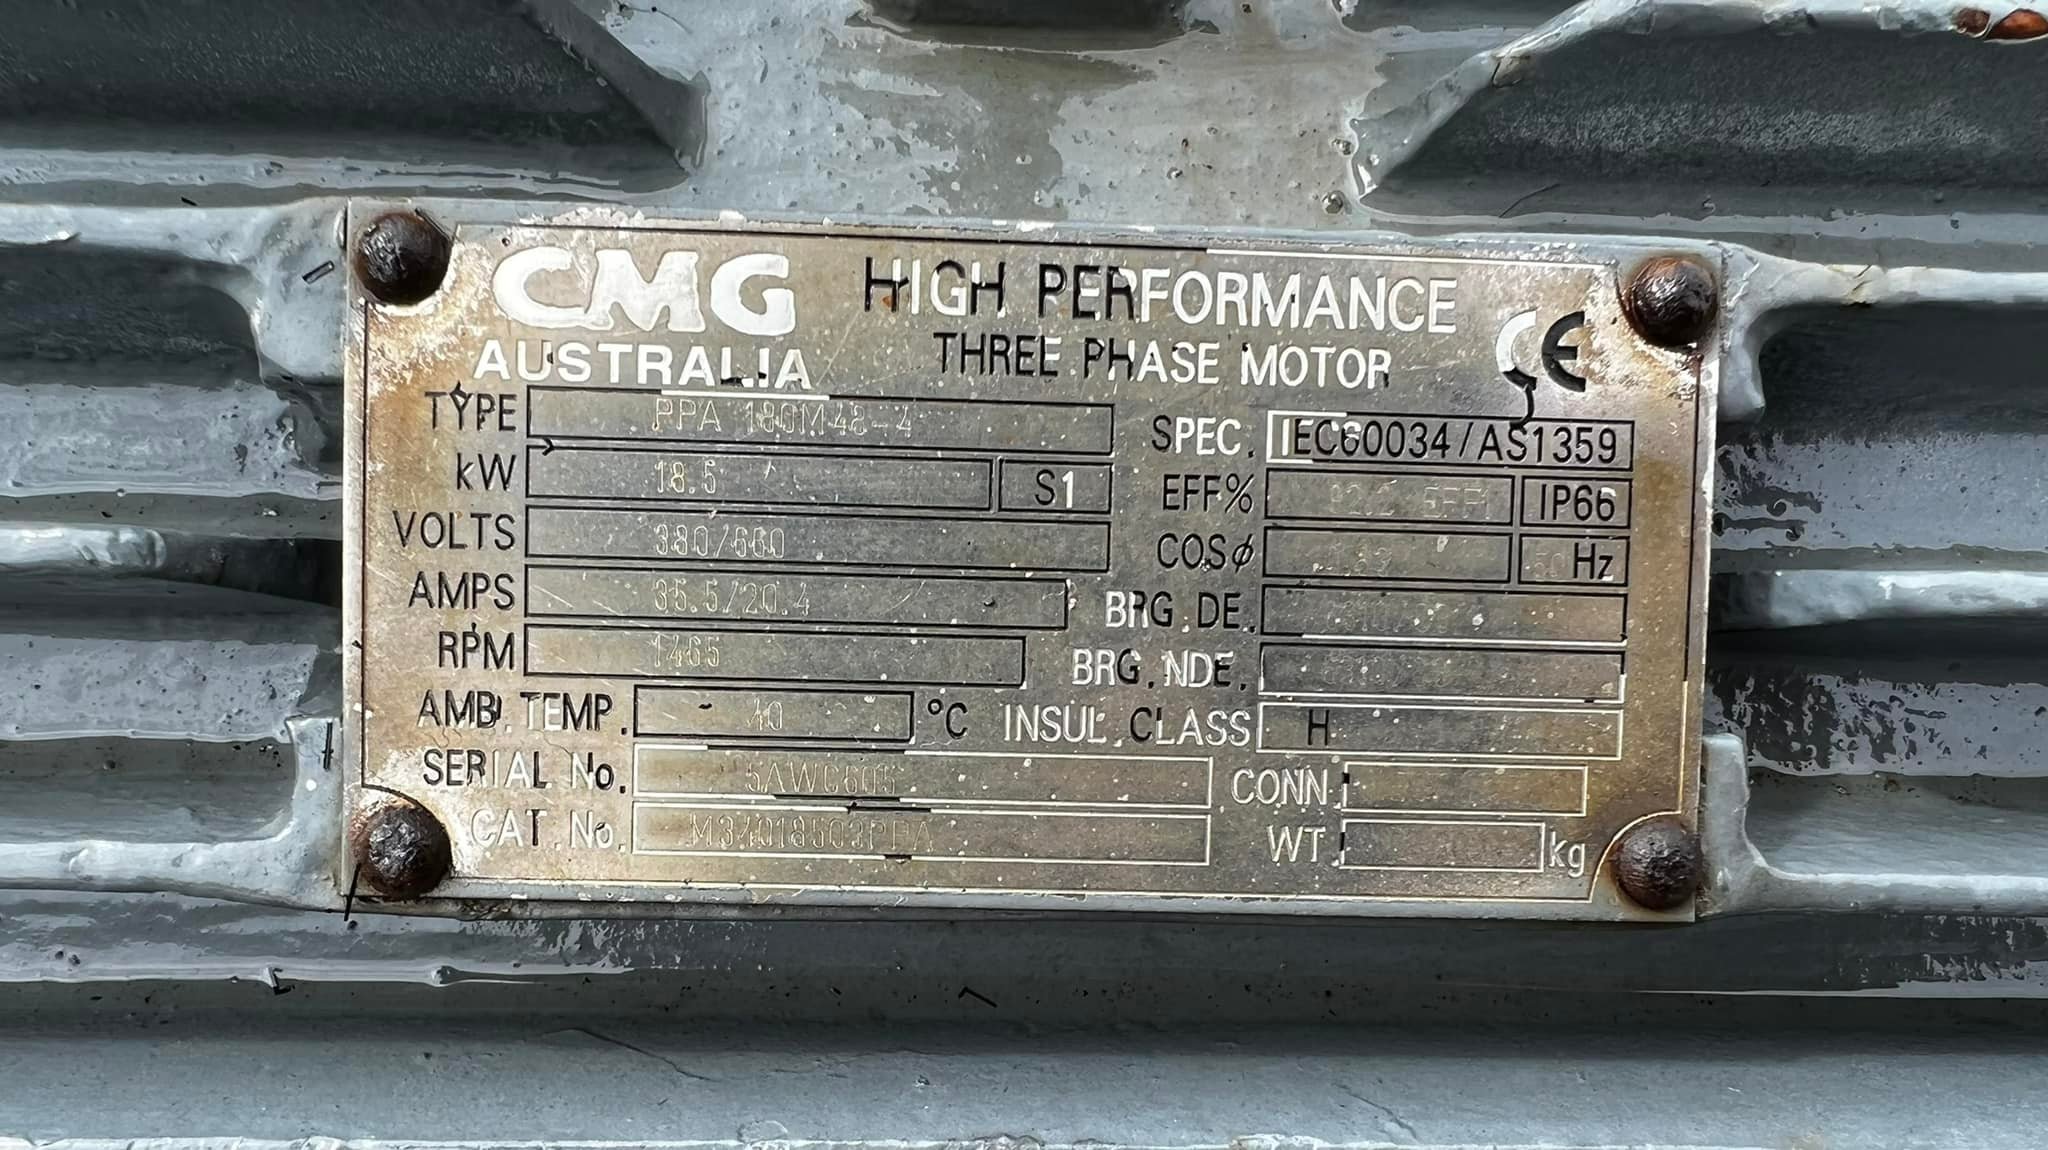 CMG HIGH PERFORMANCE
AUSTRALIA THREE PHASE MOTOR CE
TYPE PPA 180M48-4 SPEC. IEC60034/AS1359
kW 18.5 S1 EFF% IP66
VOLTS 380/660 COSφ 50 Hz
AMPS 35.5/20.4 BRG.DE.
RPM 1465 BRG.NDE.
AMB.TEMP. 40 °C INSUL.CLASS H
SERIAL No. 5AWC605 CONN.
CAT.No. WT. kg